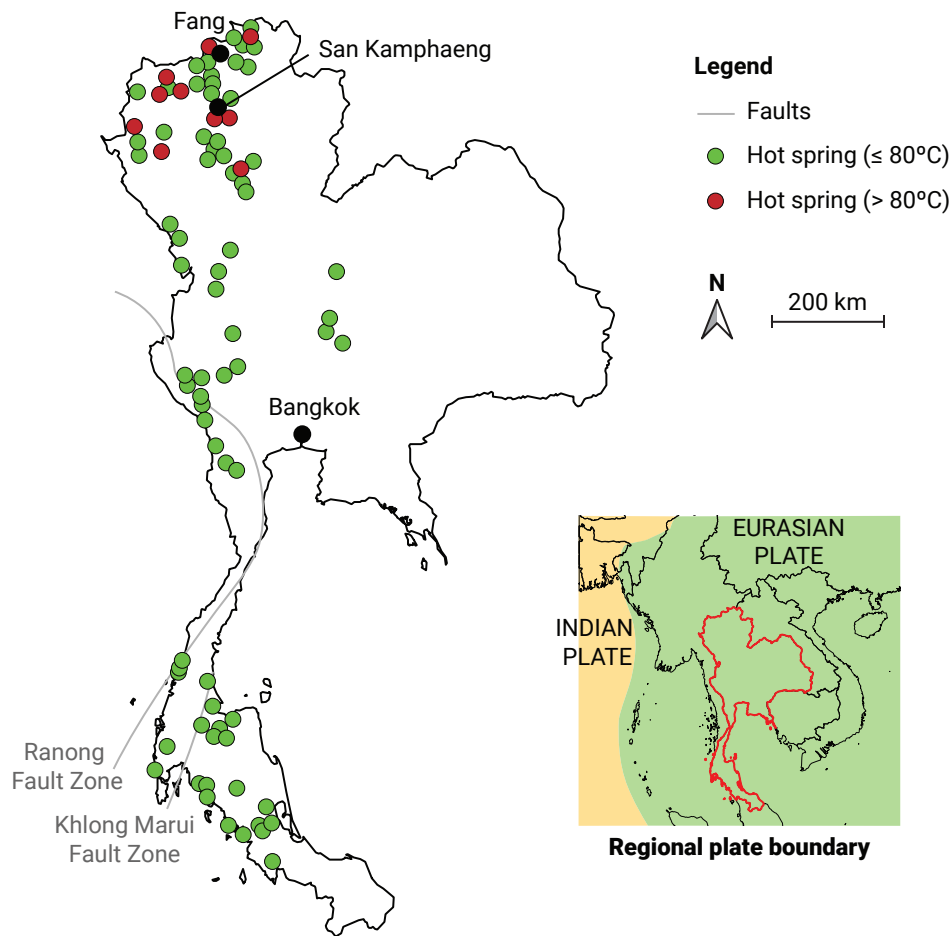 Fang
San Kamphaeng
Bangkok
Ranong
Fault Zone
Khlong Marui
Fault Zone
Legend
Faults
Hot spring (≤ 80ºC)
Hot spring (> 80ºC)
N
200 km
EURASIAN
PLATE
INDIAN
PLATE
Regional plate boundary